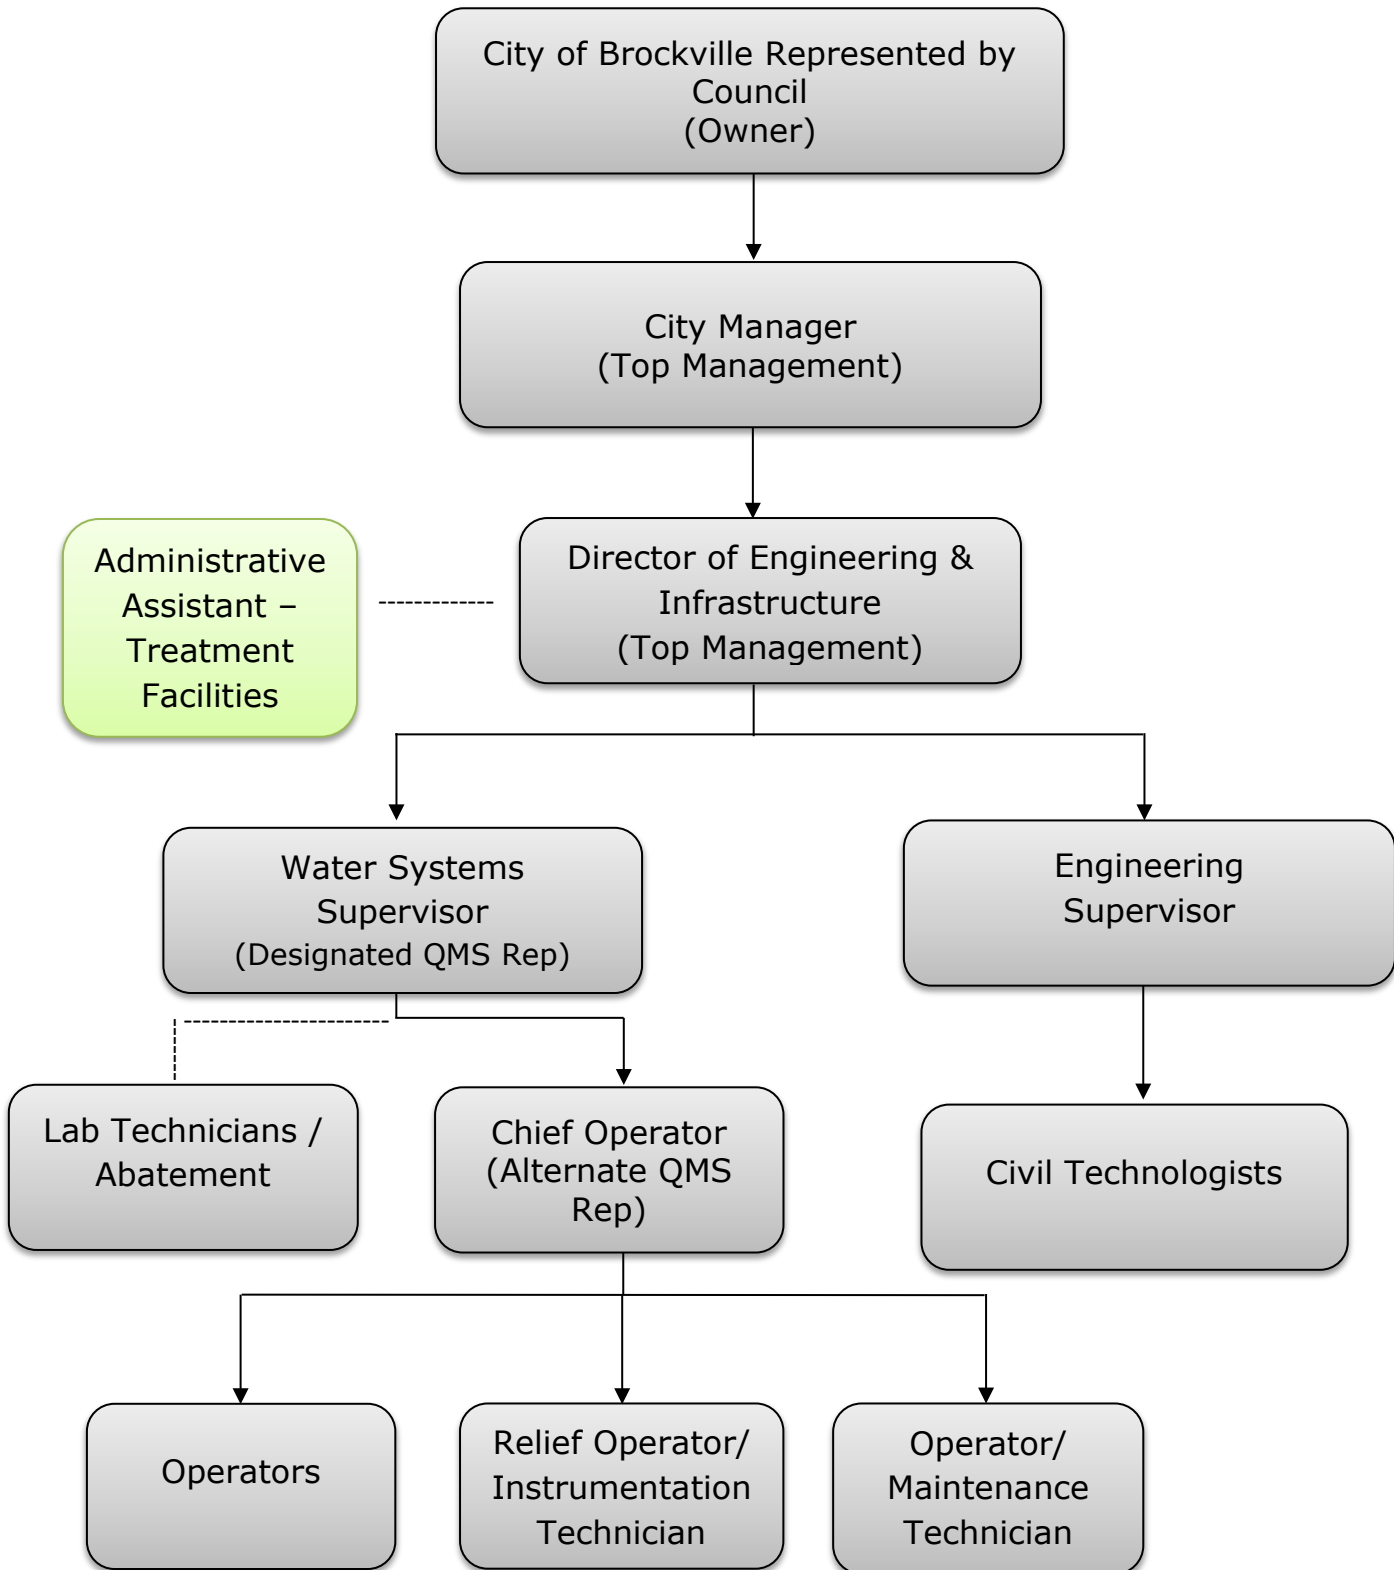 City of Brockville Represented by
Council
(Owner)
City Manager
(Top Management)
Administrative
Assistant –
Treatment
Facilities
Director of Engineering &
Infrastructure
(Top Management)
Water Systems
Supervisor
(Designated QMS Rep)
Engineering
Supervisor
Lab Technicians /
Abatement
Chief Operator
(Alternate QMS
Rep)
Civil Technologists
Operators
Relief Operator/
Instrumentation
Technician
Operator/
Maintenance
Technician